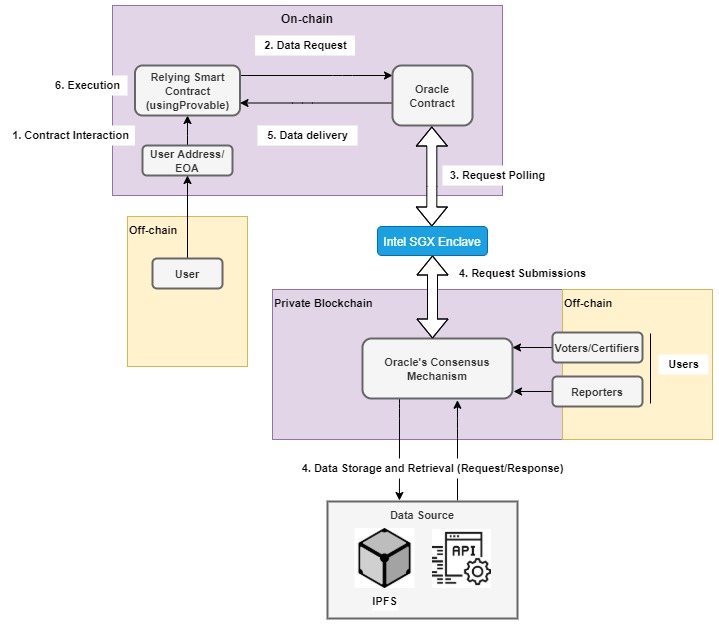 On-chain
2. Data Request
6. Execution
Relying Smart
Contract
(usingProvable)
Oracle
Contract
1. Contract Interaction
5. Data delivery
User Address/
EOA
3. Request Polling
Off-chain
Intel SGX Enclave
User
4. Request Submissions
Private Blockchain
Off-chain
Oracle's Consensus
Mechanism
Voters/Certifiers
Users
Reporters
4. Data Storage and Retrieval (Request/Response)
Data Source
API
IPFS